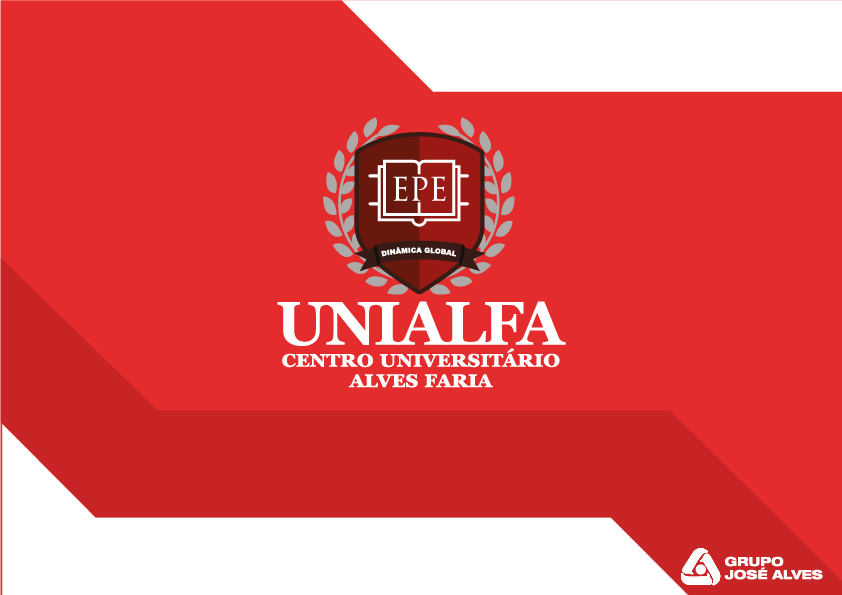 EPE
DINÂMICA GLOBAL
UNIALFA
CENTRO UNIVERSITÁRIO
ALVES FARIA
GRUPO
JOSÉ ALVES